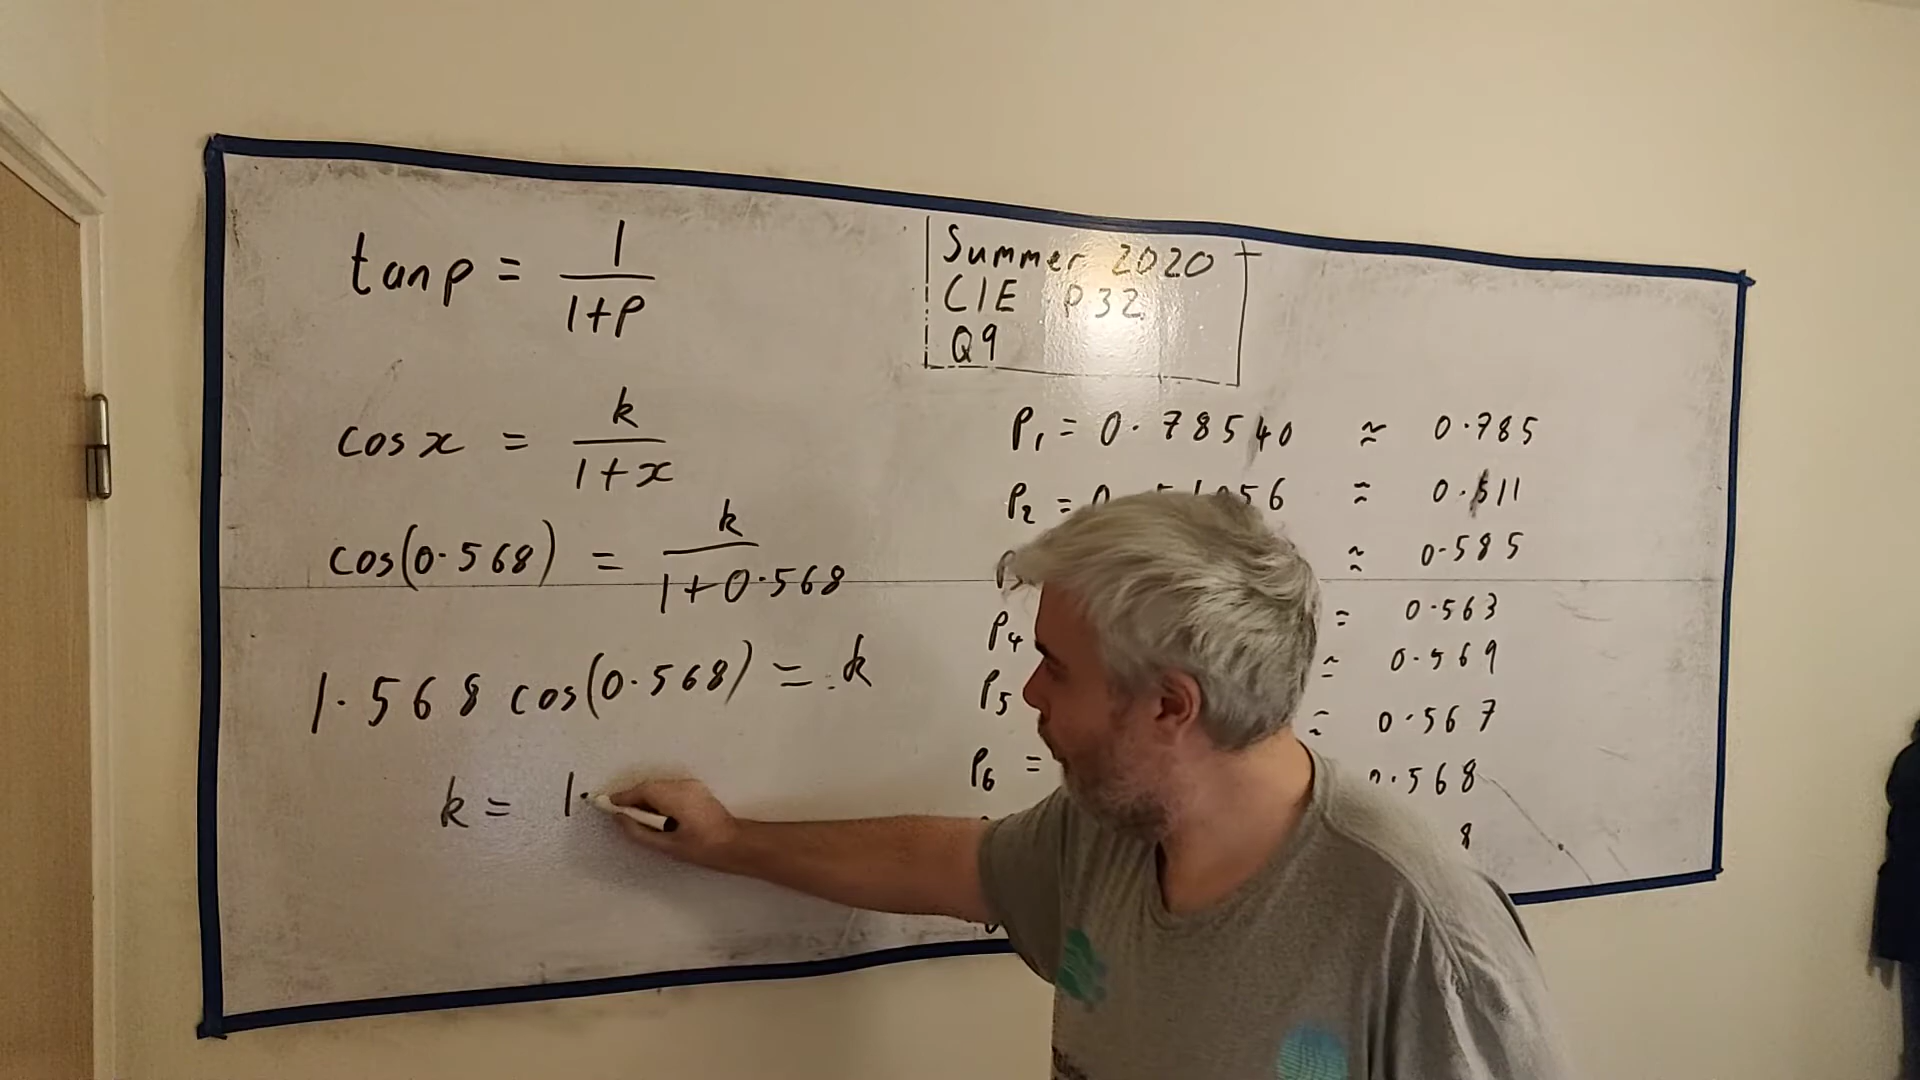 tan p = 1/(1+p)
cos x = k/(1+x)
cos(0.568) = k/(1+0.568)
1.568 cos(0.568) = k
k = 1.
Summer 2020
CIE P32
Q9
P₁ = 0.78540 ≈ 0.785
P₂ = 0. 56 ≈ 0.511
≈ 0.585
P₄ = 0.563
P₅ ≈ 0.569
≈ 0.567
P₆ = 0.568
8